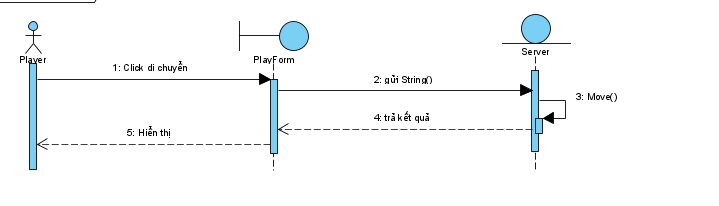 Player
PlayForm
Server
1: Click di chuyển
2: gửi String()
3: Move()
4: trả kết quả
5: Hiển thị